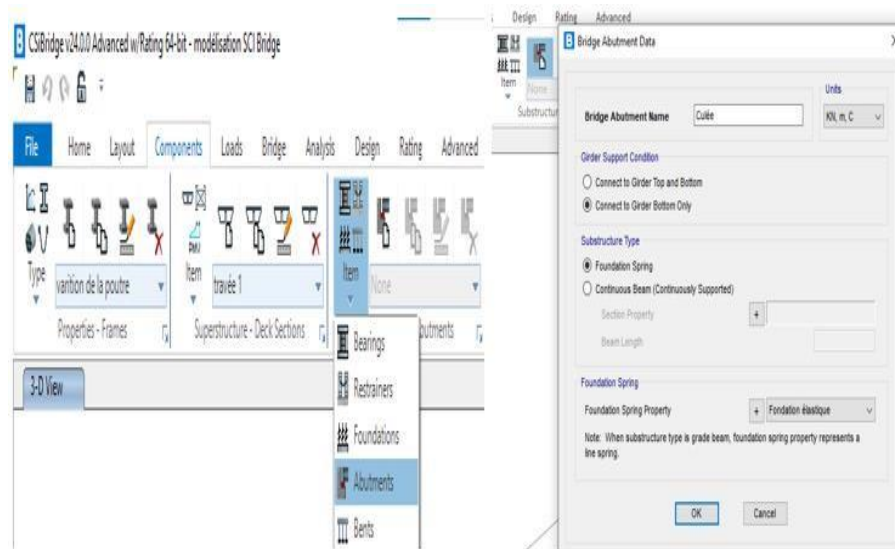 CSiBridge v24.0.0 Advanced w/Rating 64-bit - modélisation SCI Bridge
File Home Layout Components Loads Bridge Analysis Design Rating Advanced
Type
varition de la poutre
Properties - Frames
Item
travée 1
Superstructure - Deck Sections
Item
None
butments
3-D View
Bearings
Restrainers
Foundations
Abutments
Bents
Design Rating Advanced
Item
None
Substructur
Bridge Abutment Data
Units
Bridge Abutment Name Culée KN, m, C
Girder Support Condition
Connect to Girder Top and Bottom
Connect to Girder Bottom Only
Substructure Type
Foundation Spring
Continuous Beam (Continuously Supported)
Section Property +
Beam Length
Foundation Spring
Foundation Spring Property + Fondation élastique
Note: When substructure type is grade beam, foundation spring property represents a
line spring.
OK Cancel